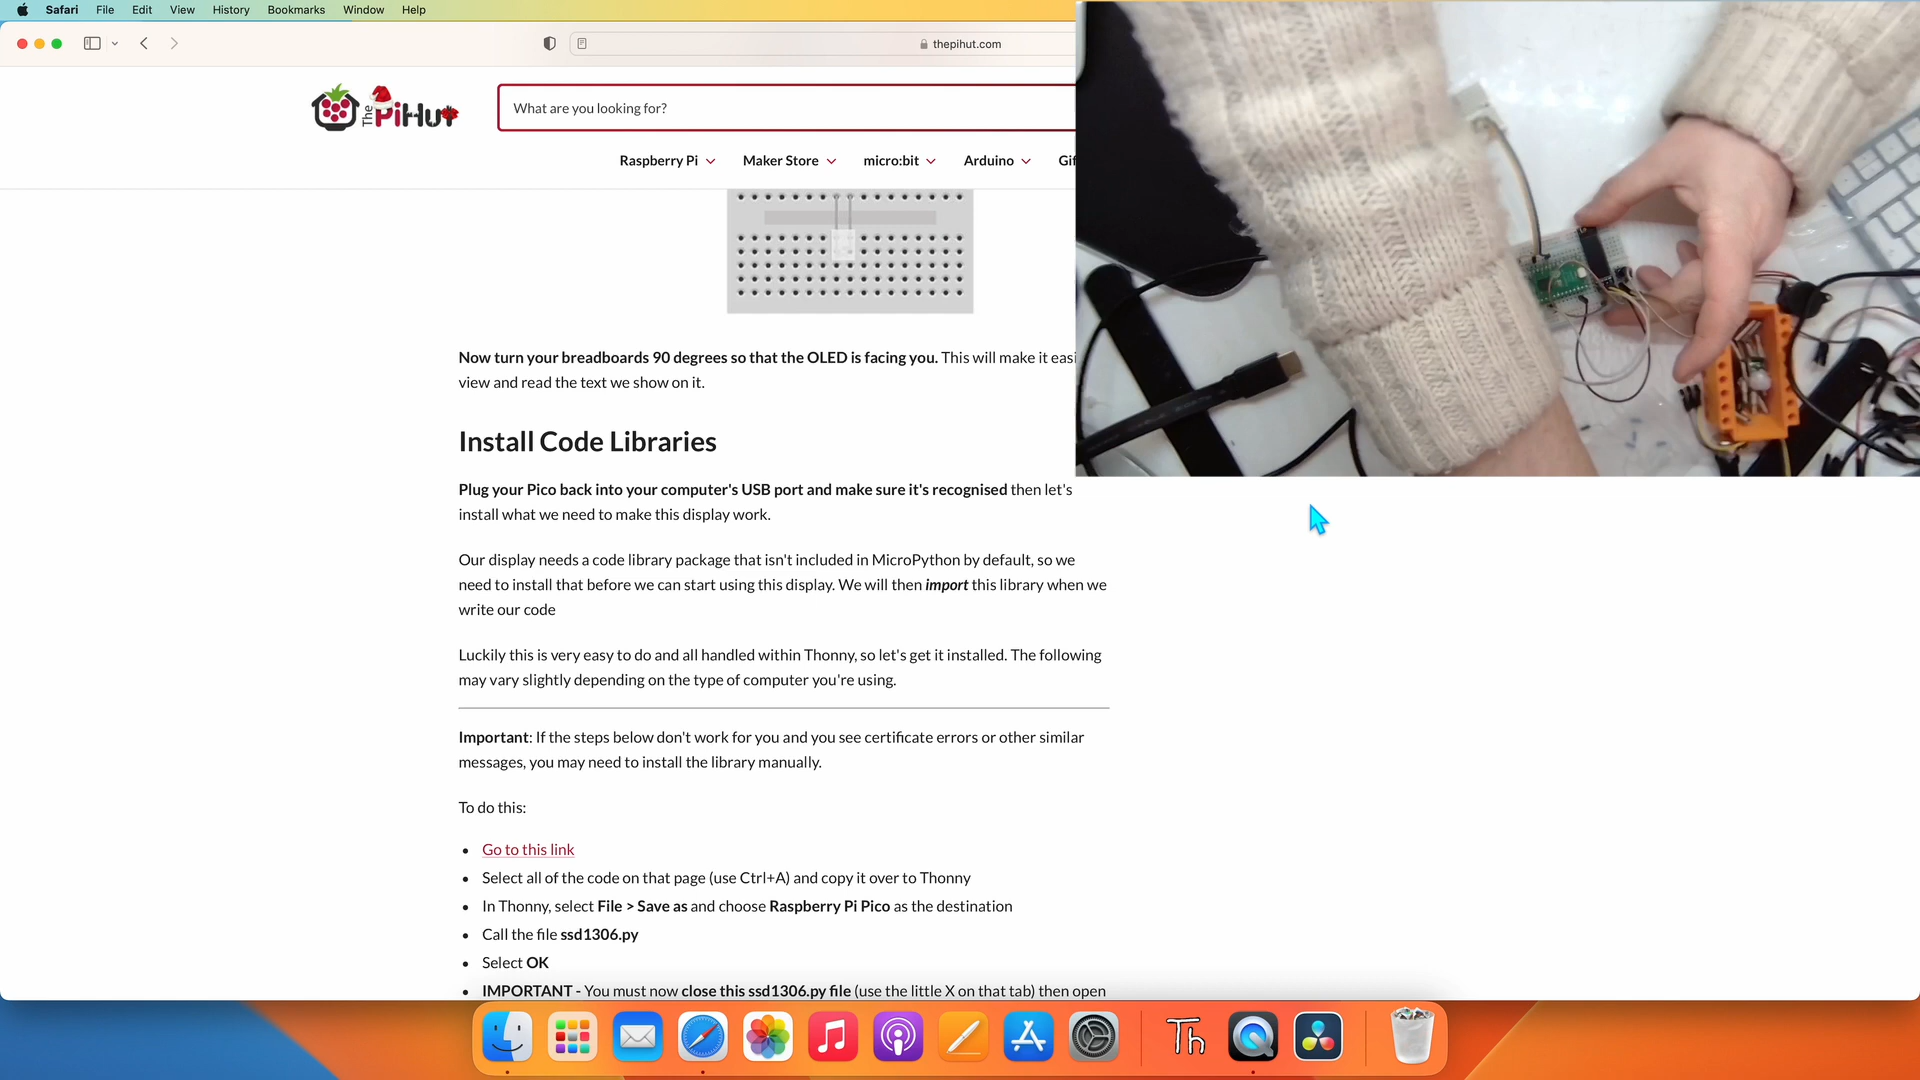 Safari File Edit View History Bookmarks Window Help
thepihut.com
The PiHut
What are you looking for?
Raspberry Pi Maker Store micro:bit Arduino Gif
Now turn your breadboards 90 degrees so that the OLED is facing you. This will make it easi
view and read the text we show on it.
Install Code Libraries
Plug your Pico back into your computer's USB port and make sure it's recognised then let's
install what we need to make this display work.
Our display needs a code library package that isn't included in MicroPython by default, so we
need to install that before we can start using this display. We will then import this library when we
write our code
Luckily this is very easy to do and all handled within Thonny, so let's get it installed. The following
may vary slightly depending on the type of computer you're using.
Important: If the steps below don't work for you and you see certificate errors or other similar
messages, you may need to install the library manually.
To do this:
• Go to this link
• Select all of the code on that page (use Ctrl+A) and copy it over to Thonny
• In Thonny, select File > Save as and choose Raspberry Pi Pico as the destination
• Call the file ssd1306.py
• Select OK
• IMPORTANT - You must now close this ssd1306.py file (use the little X on that tab) then open
Th